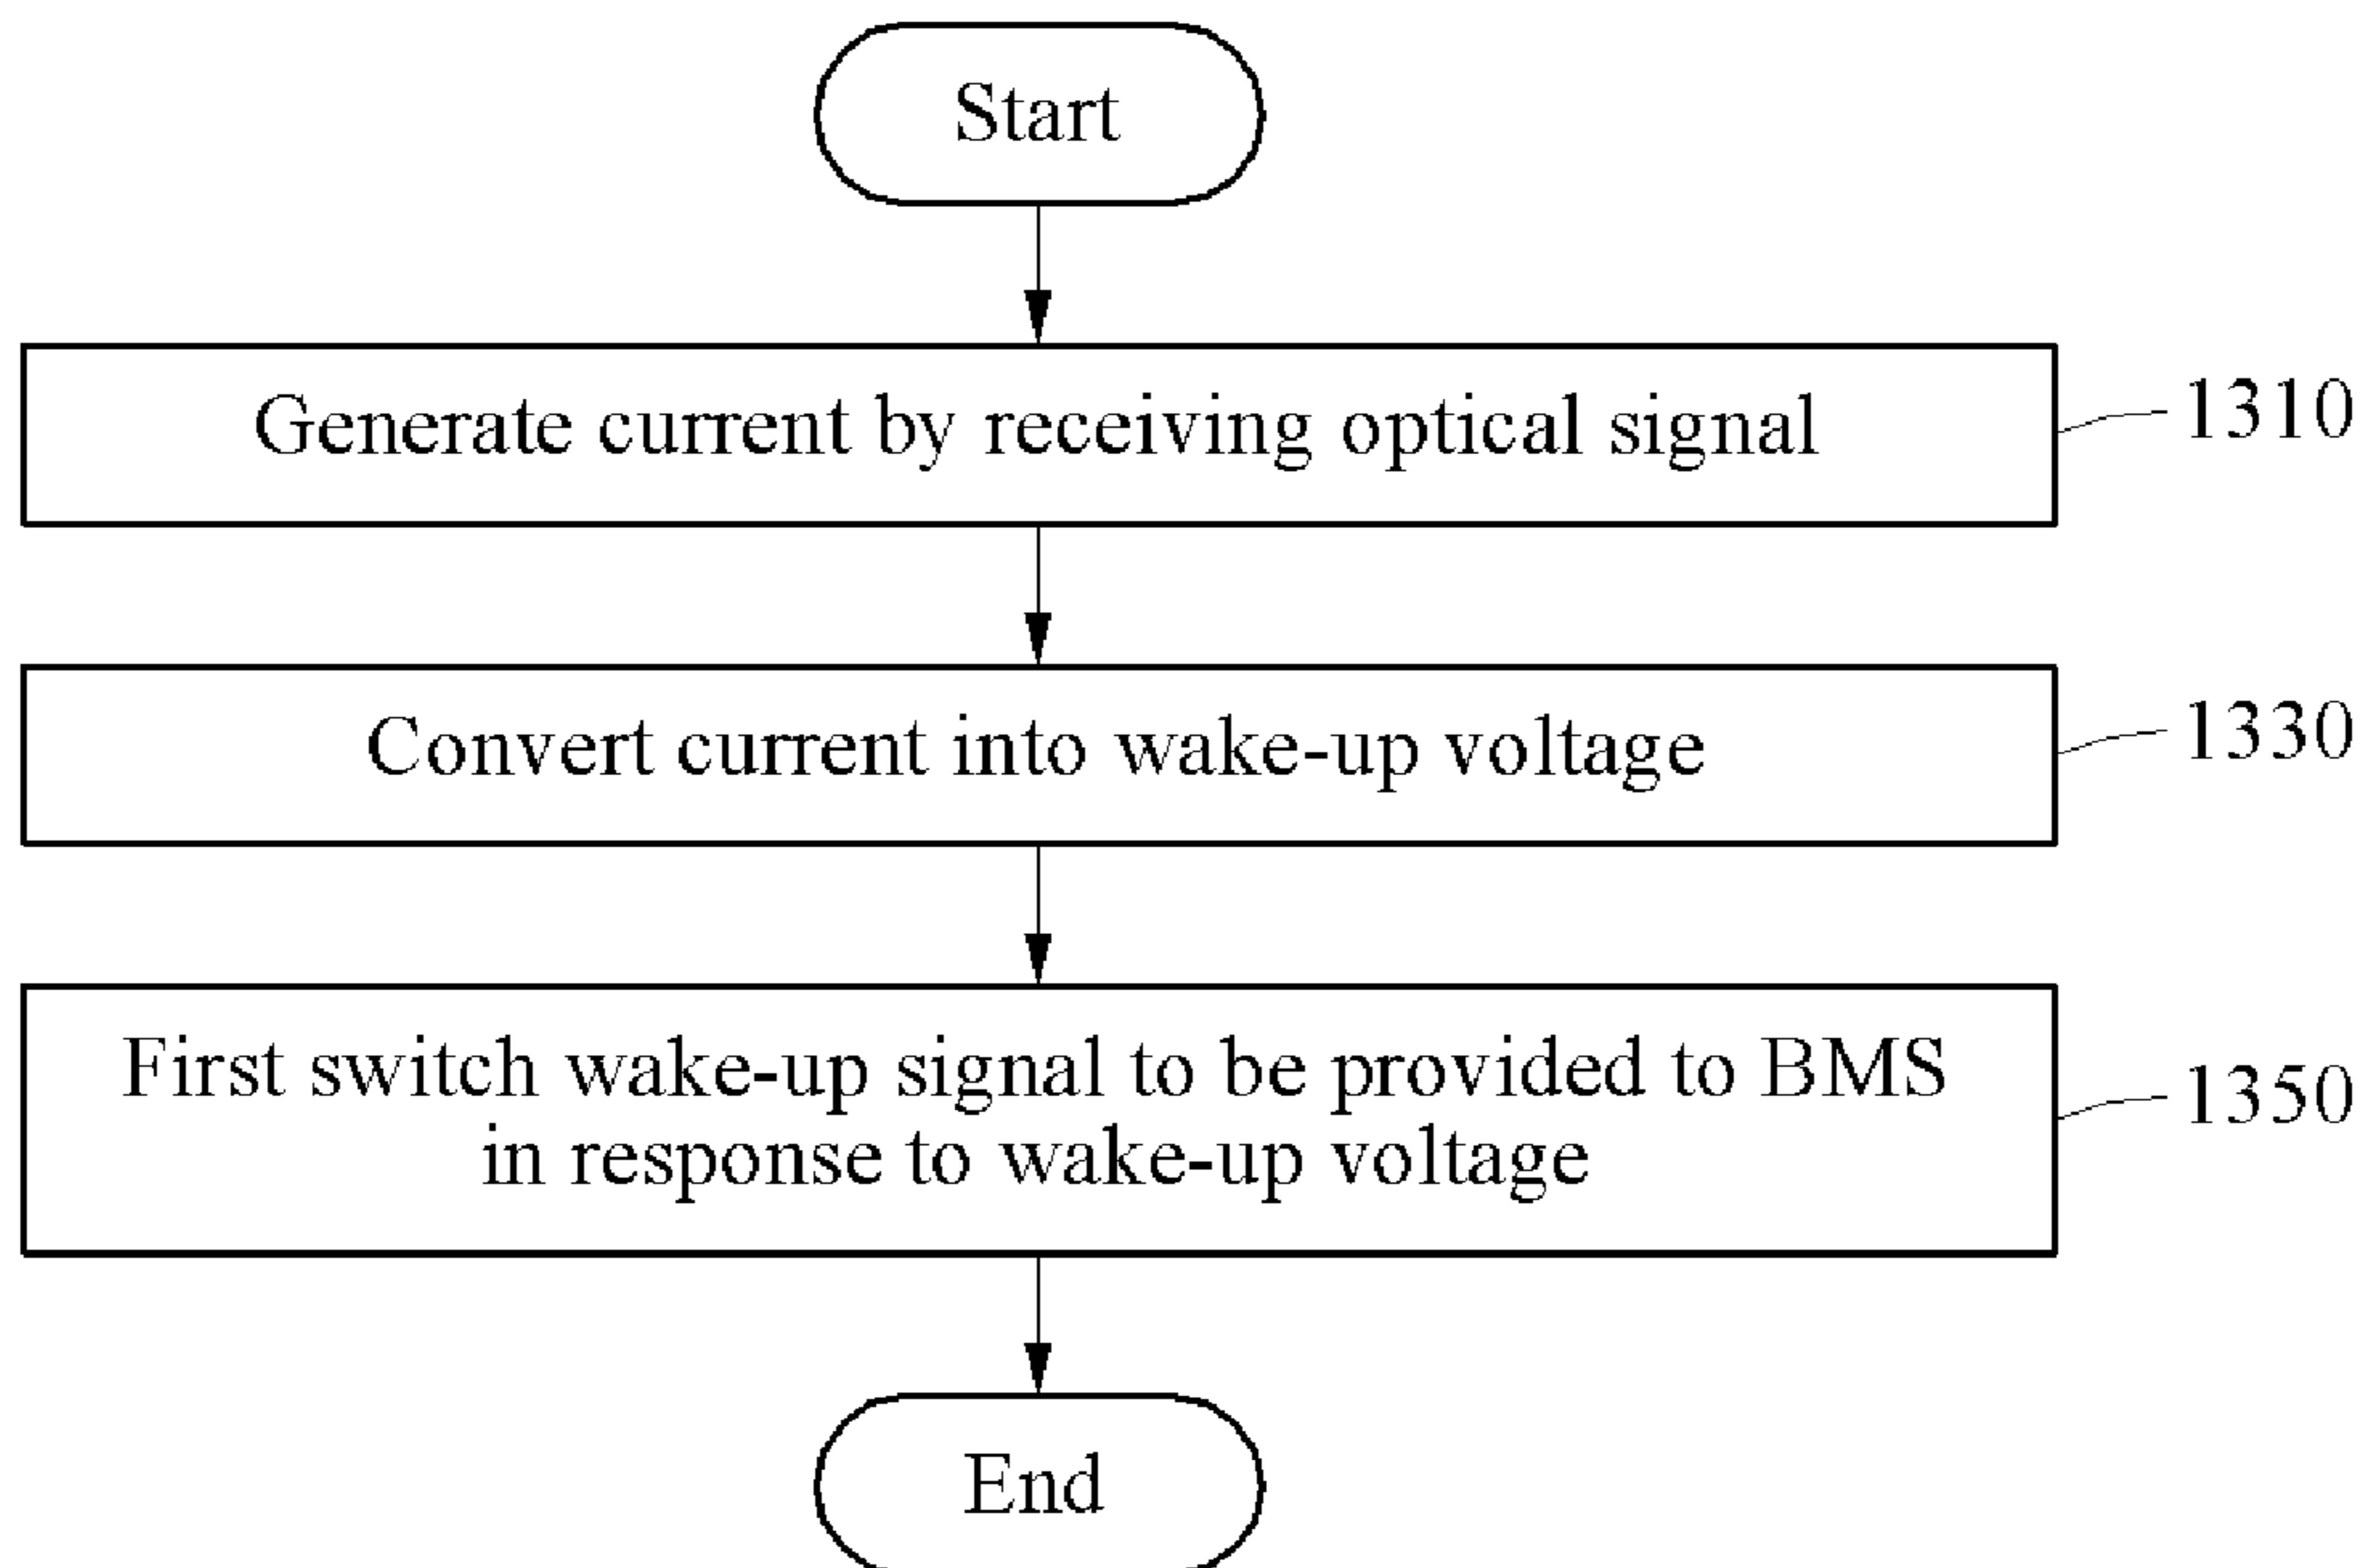 Start
Generate current by receiving optical signal
1310
Convert current into wake-up voltage
1330
First switch wake-up signal to be provided to BMS
in response to wake-up voltage
1350
End